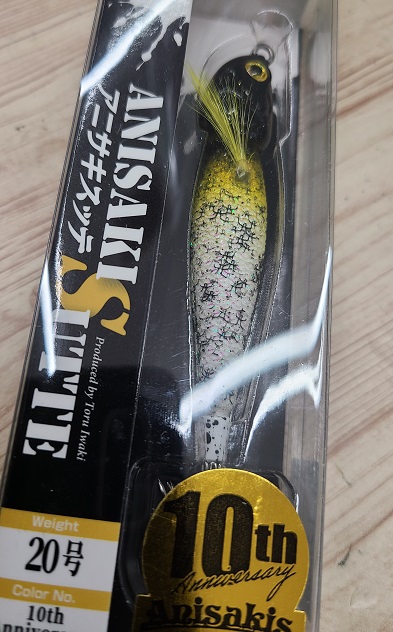 ANISAKI SUTTE
アニサキスッテ
Produced by Toru Iwaki
Weight
20号
Color No.
10th
10th
Anniversary
Anisakis